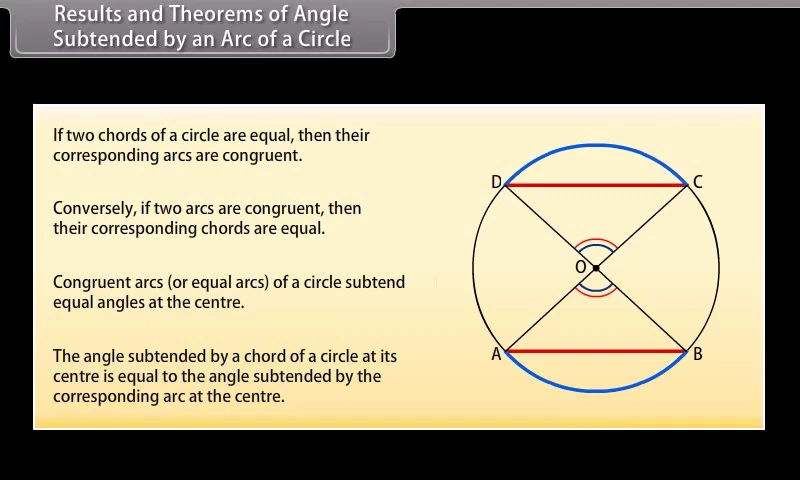 Results and Theorems of Angle
Subtended by an Arc of a Circle
If two chords of a circle are equal, then their
corresponding arcs are congruent.
Conversely, if two arcs are congruent, then
their corresponding chords are equal.
Congruent arcs (or equal arcs) of a circle subtend
equal angles at the centre.
The angle subtended by a chord of a circle at its
centre is equal to the angle subtended by the
corresponding arc at the centre.
D
C
O
A
B